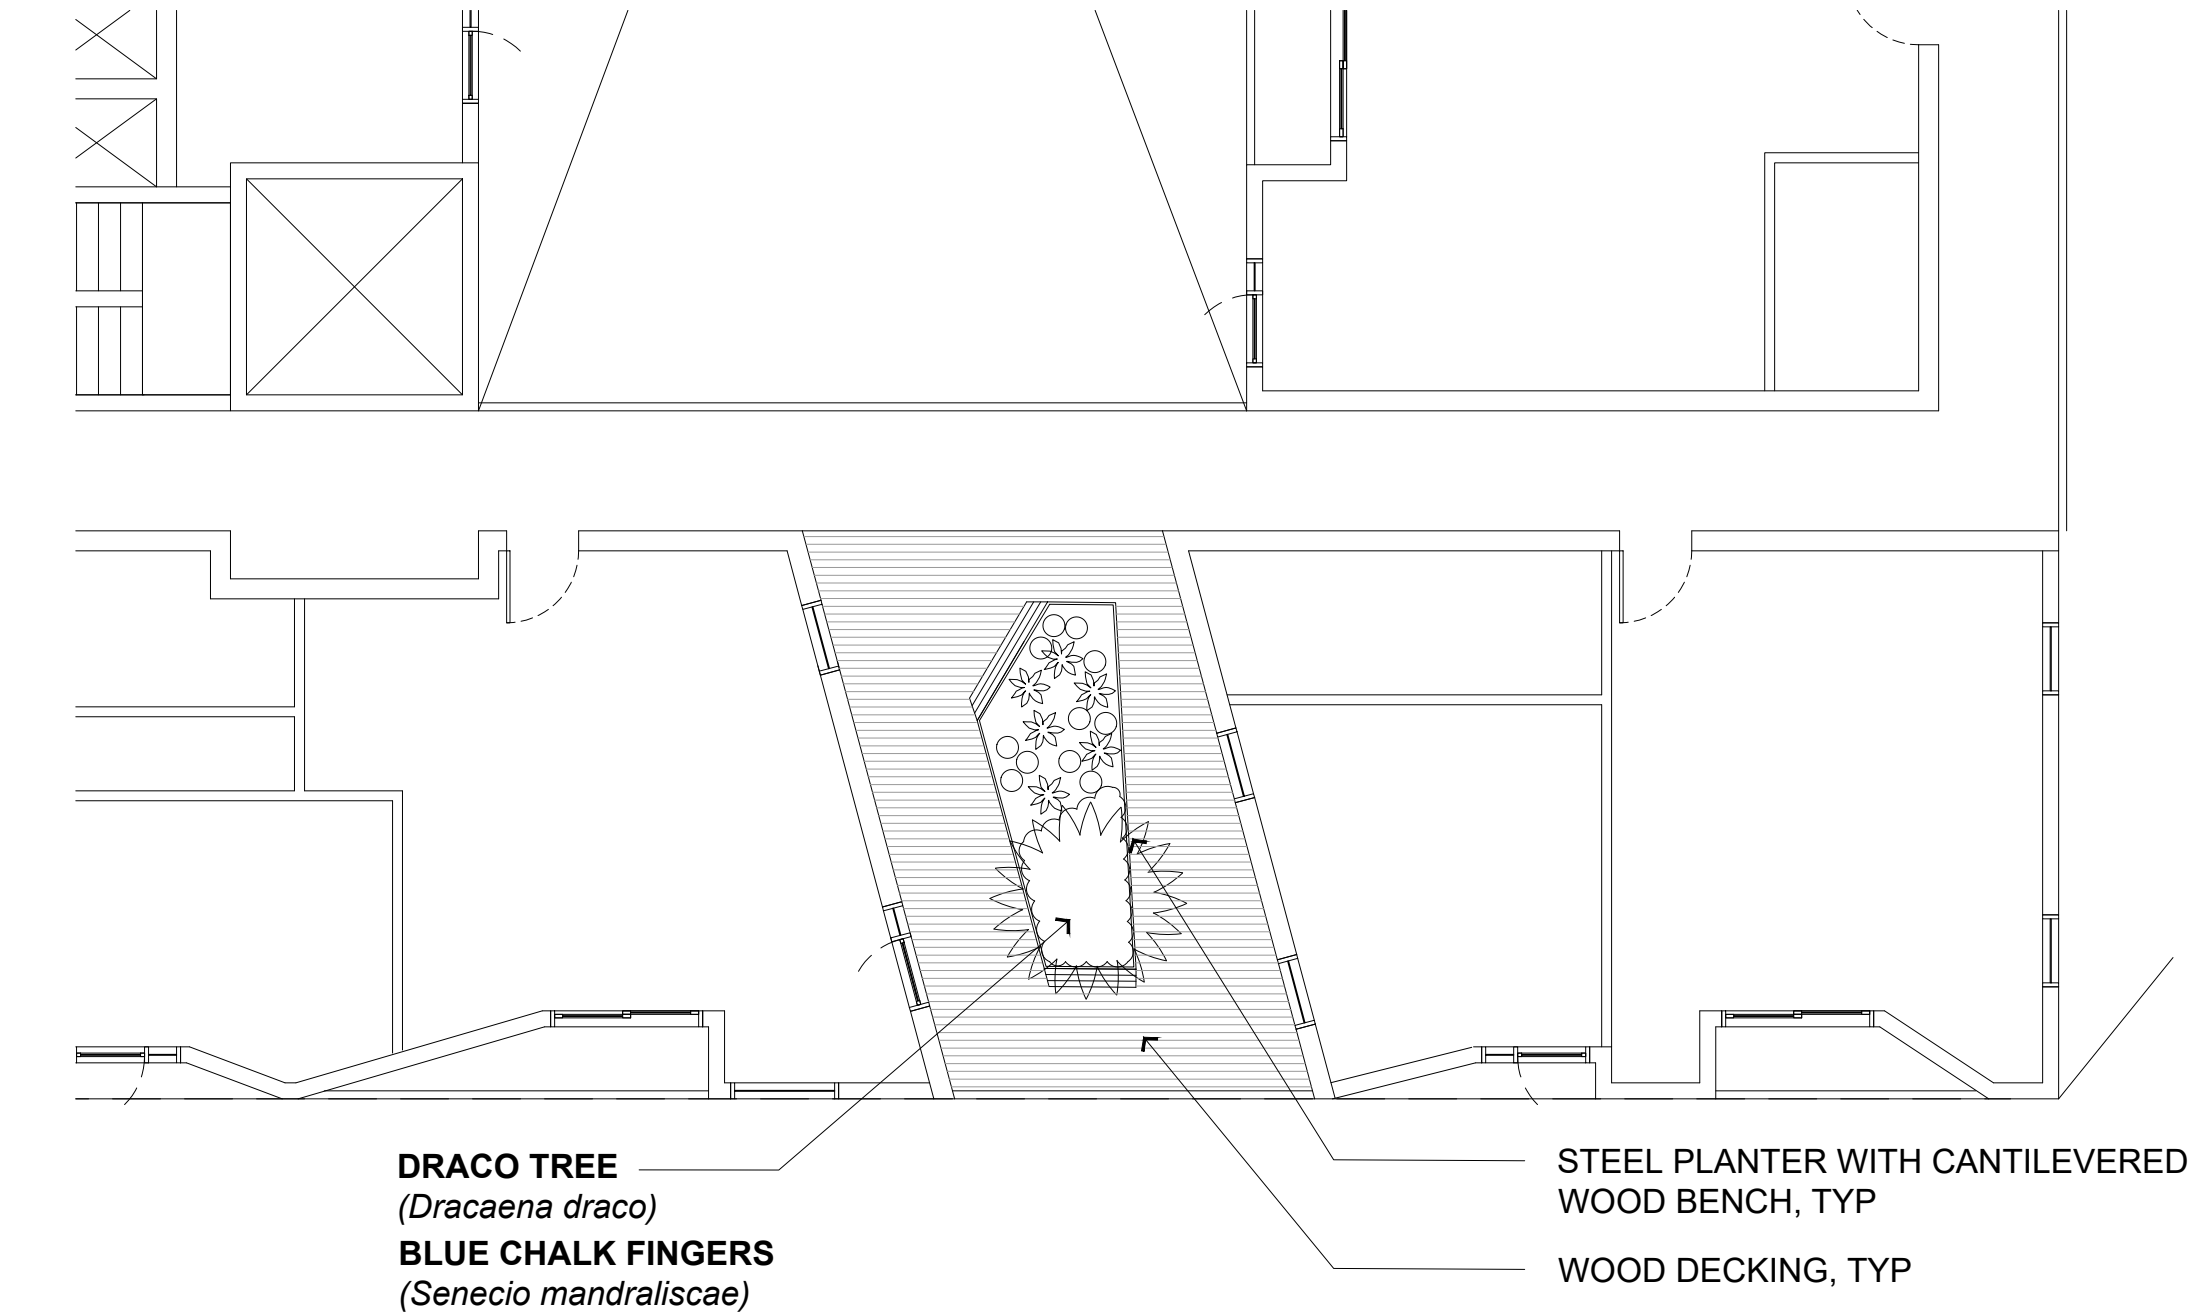 DRACO TREE
(Dracaena draco)
BLUE CHALK FINGERS
(Senecio mandraliscae)
STEEL PLANTER WITH CANTILEVERED
WOOD BENCH, TYP
WOOD DECKING, TYP